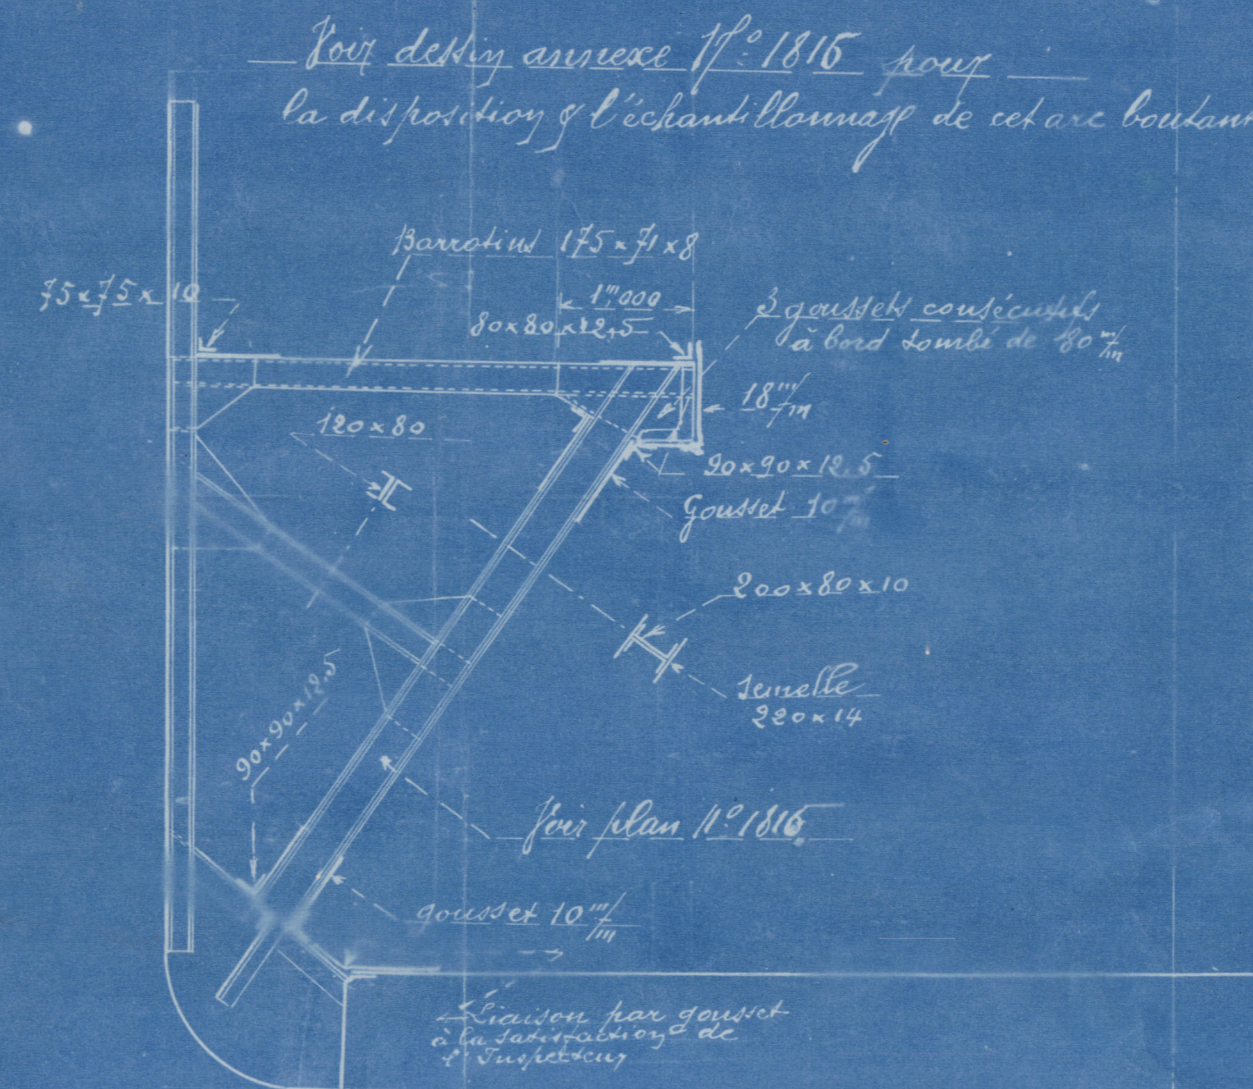 Voir dessin annexe N° 1816 pour
la disposition & l'échantillonnage de cet arc boutant
Barrotins 175×71×8
75×75×10
1m000
80×80×12,5
3 goussets consécutifs
à bord tombé de 80 m/m
18 m/m
120×80
90×90×12,5
Gousset 10 m/m
200×80×10
Semelle
220×14
90×90×12,5
Voir plan N° 1816
gousset 10 m/m
Liaison par gousset
à la satisfaction de
l'Inspecteur